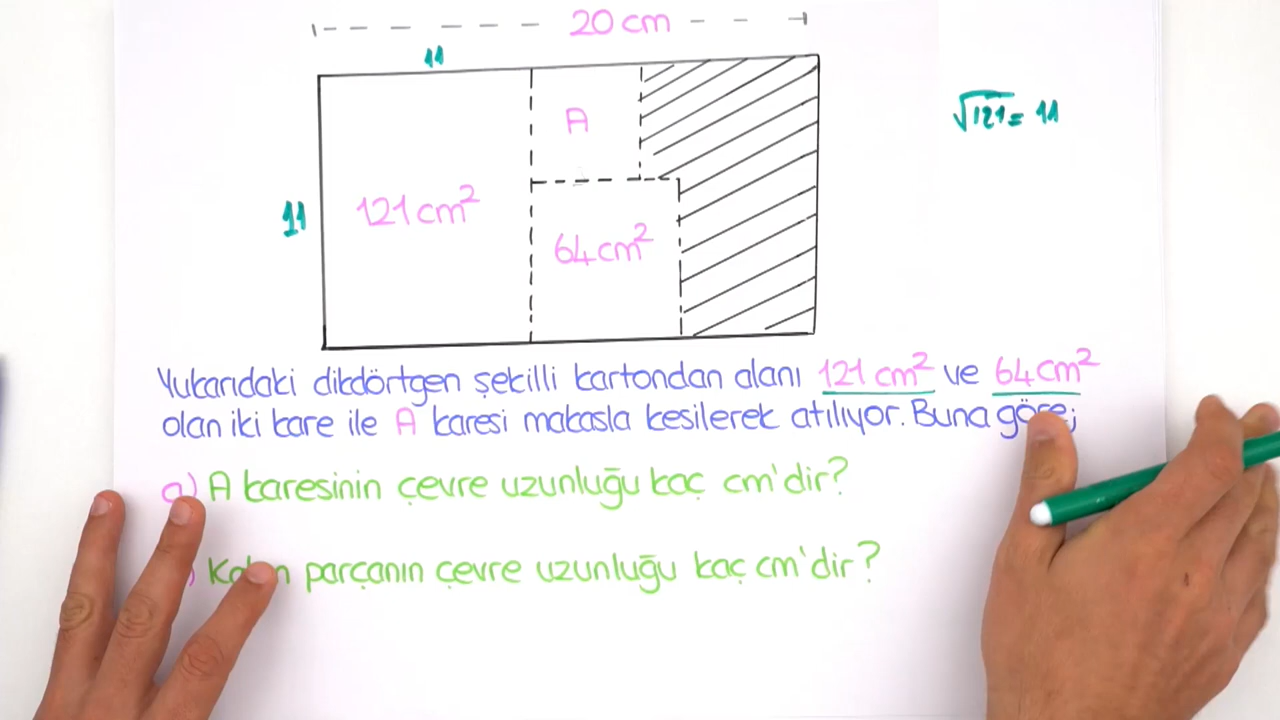 20 cm
11
A
√121 = 11
11
121 cm²
64 cm²
Yukarıdaki dikdörtgen şekilli kartondan alanı 121 cm² ve 64 cm²
olan iki kare ile A karesi makasla kesilerek atılıyor. Buna göre;
a) A karesinin çevre uzunluğu kaç cm'dir?
parçanın çevre uzunluğu kaç cm'dir?